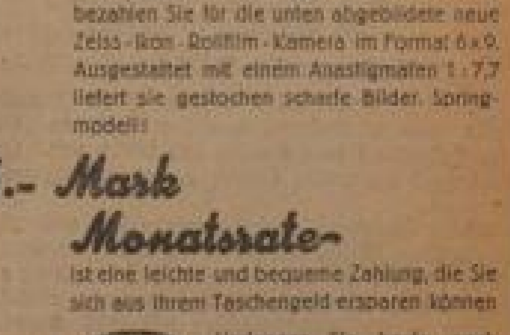 bezahlen Sie für die unten abgebildete neue
Zeiss-Ikon-Rollfilm-Kamera im Format 6×9.
Ausgestattet mit einem Anastigmaten 1:7,7
liefert sie gestochen scharfe Bilder. Spring-
modell!
.- Mark
Monatsrate-
ist eine leichte und bequeme Zahlung, die Sie
sich aus Ihrem Taschengeld ersparen können